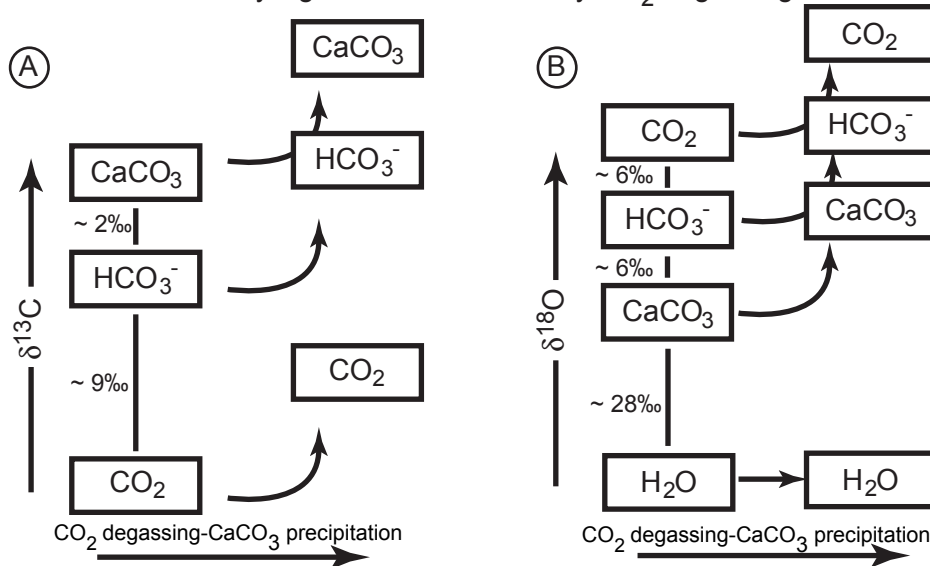 A
CaCO3
HCO3-
CaCO3
~ 2‰
HCO3-
δ13C
~ 9‰
CO2
CO2
CO2 degassing-CaCO3 precipitation
B
CO2
CO2
HCO3-
~ 6‰
HCO3-
CaCO3
~ 6‰
CaCO3
δ18O
~ 28‰
H2O
H2O
CO2 degassing-CaCO3 precipitation